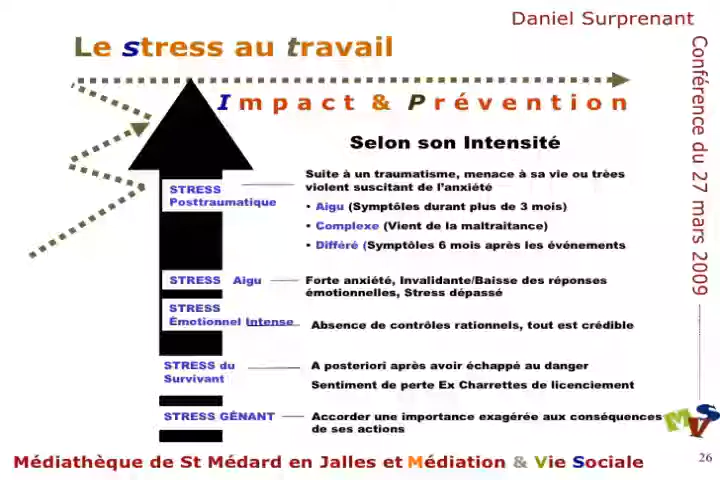 Daniel Surprenant
Le stress au travail
Impact & Prévention
Conférence du 27 mars 2009
Selon son Intensité
STRESS
Posttraumatique
Suite à un traumatisme, menace à sa vie ou trèes
violent suscitant de l’anxiété
• Aigu (Symptôles durant plus de 3 mois)
• Complexe (Vient de la maltraitance)
• Différé (Symptôles 6 mois après les événements
STRESS Aigu
Forte anxiété, Invalidante/Baisse des réponses
émotionnelles, Stress dépassé
STRESS
Émotionnel Intense
Absence de contrôles rationnels, tout est crédible
STRESS du
Survivant
A posteriori après avoir échappé au danger
Sentiment de perte Ex Charrettes de licenciement
STRESS GÊNANT
Accorder une importance exagérée aux conséquences
de ses actions
MVS
Médiathèque de St Médard en Jalles et Médiation & Vie Sociale
26